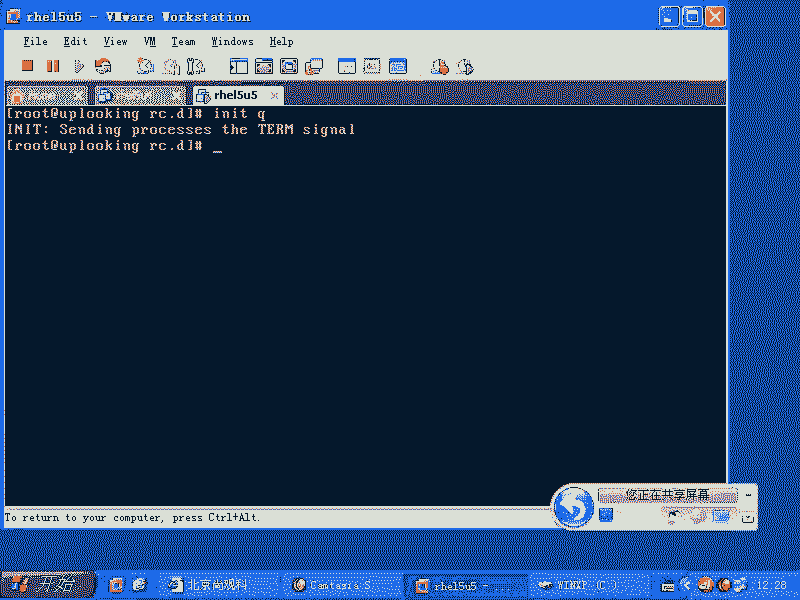 rhel5u5 - VMware Workstation
File Edit View VM Team Windows Help
rhel5u5
[root@uplooking rc.d]# init q
INIT: Sending processes the TERM signal
[root@uplooking rc.d]# _
您正在共享屏幕
To return to your computer, press Ctrl+Alt.
开始 北京尚观科 Camtasia S... rhel5u5 - WINXP (C:) 12:28